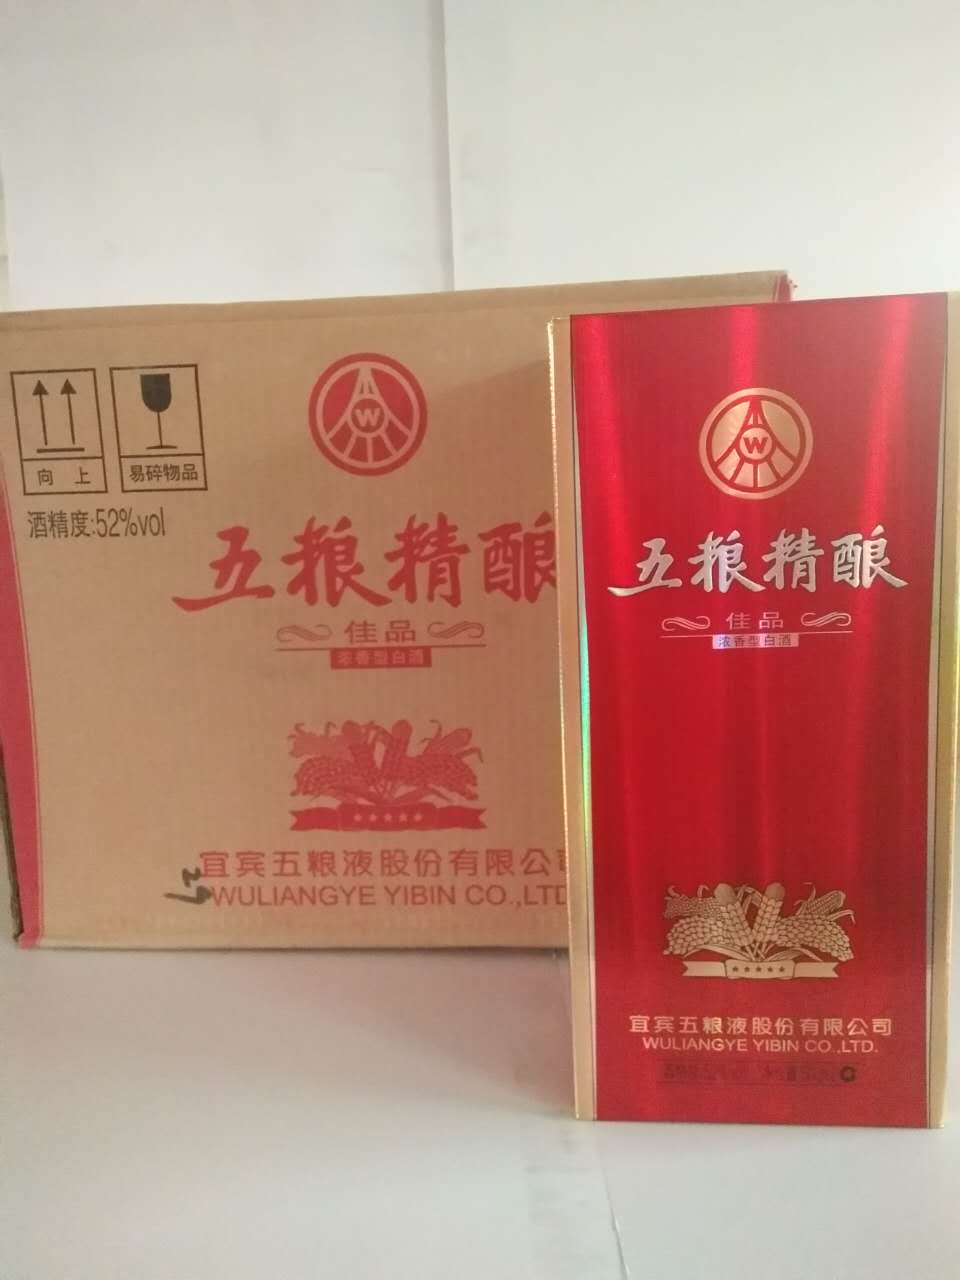 向 上
易碎物品
酒精度:52%vol
W
五粮精酿
佳品
浓香型白酒
宜宾五粮液股份有限公司
WULIANGYE YIBIN CO.,LTD
W
五粮精酿
佳品
浓香型白酒
宜宾五粮液股份有限公司
WULIANGYE YIBIN CO.,LTD.